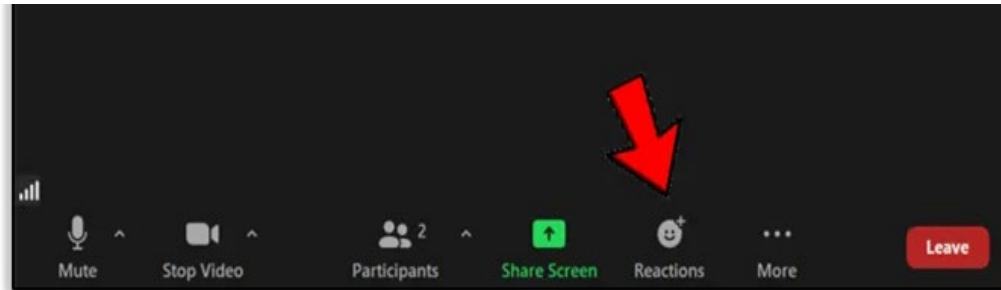 2
Mute
Stop Video
Participants
Share Screen
Reactions
More
Leave